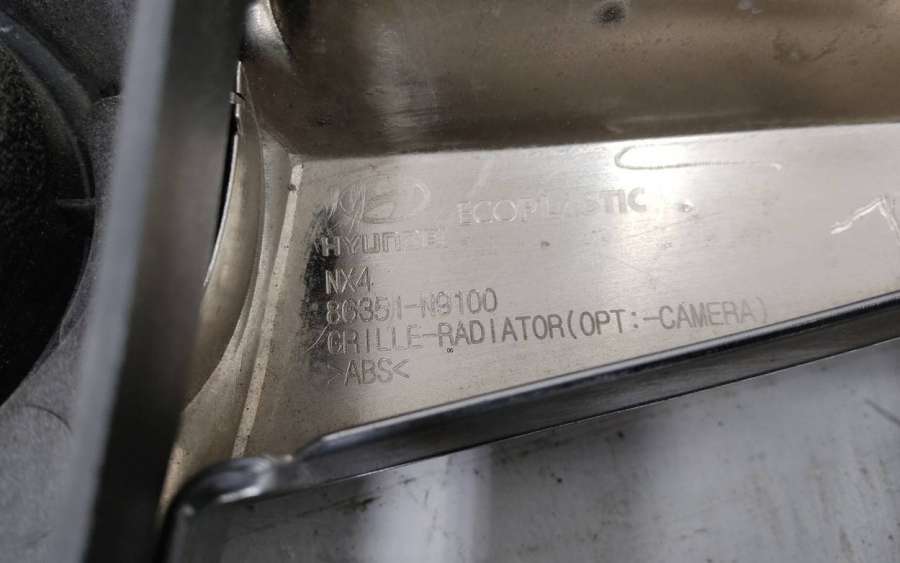 ECOPLASTIC
HYUNDAI
NX4
86351-N9100
GRILLE-RADIATOR(OPT:-CAMERA)
>ABS<